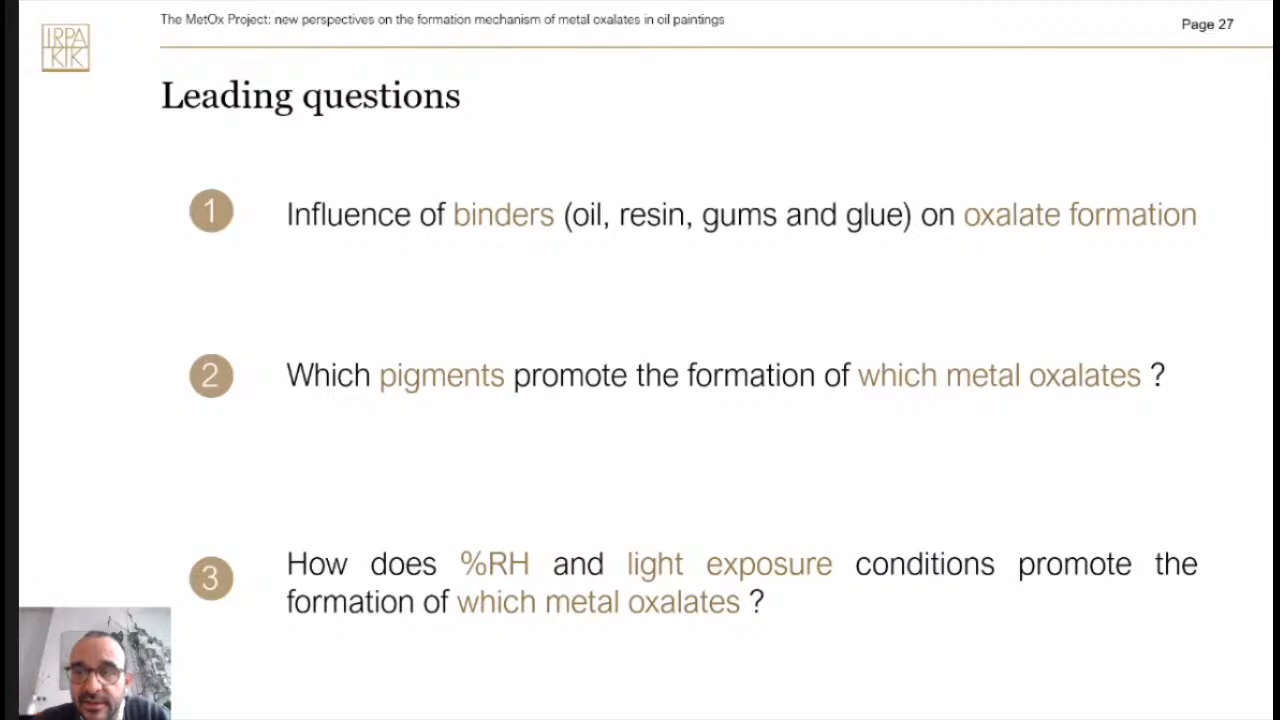 The MetOx Project: new perspectives on the formation mechanism of metal oxalates in oil paintings
Page 27
IRPA
KIK
Leading questions
1 Influence of binders (oil, resin, gums and glue) on oxalate formation
2 Which pigments promote the formation of which metal oxalates ?
3 How does %RH and light exposure conditions promote the
formation of which metal oxalates ?